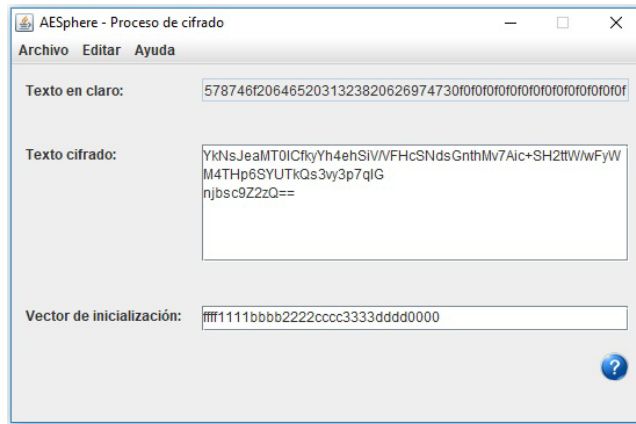 AESphere - Proceso de cifrado
Archivo Editar Ayuda
Texto en claro: 578746f2064652031323820626974730f0f0f0f0f0f0f0f0f0f0f0f0f0f0f
Texto cifrado: YkNsJeaMT0ICfkyYh4ehSiV/VFHcSNdsGnthMv7Aic+SH2ttW/wFyW
M4THp6SYUTkQs3vy3p7qIG
njbsc9Z2zQ==
Vector de inicialización: ffff1111bbbb2222cccc3333dddd0000
?